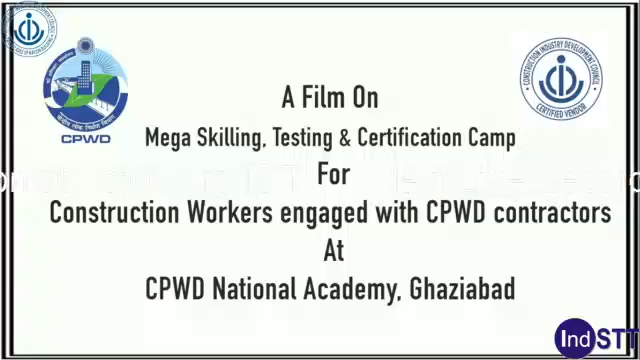 CPWD
CONSTRUCTION INDUSTRY DEVELOPMENT COUNCIL
CERTIFIED VENDOR
A Film On
Mega Skilling, Testing & Certification Camp
For
Construction Workers engaged with CPWD contractors
At
CPWD National Academy, Ghaziabad
IndSTT